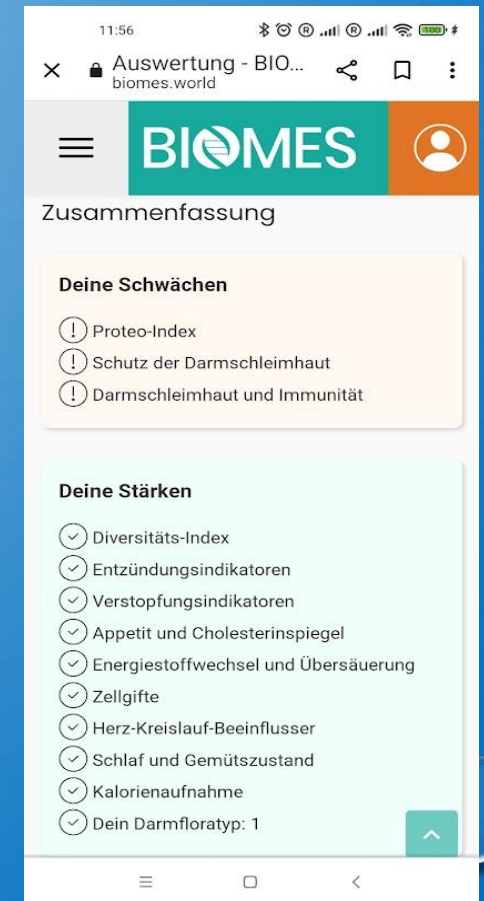 11:56
Auswertung - BIO...
biomes.world
BIOMES
Zusammenfassung
Deine Schwächen
Proteo-Index
Schutz der Darmschleimhaut
Darmschleimhaut und Immunität
Deine Stärken
Diversitäts-Index
Entzündungsindikatoren
Verstopfungsindikatoren
Appetit und Cholesterinspiegel
Energiestoffwechsel und Übersäuerung
Zellgifte
Herz-Kreislauf-Beeinflusser
Schlaf und Gemütszustand
Kalorienaufnahme
Dein Darmfloratyp: 1